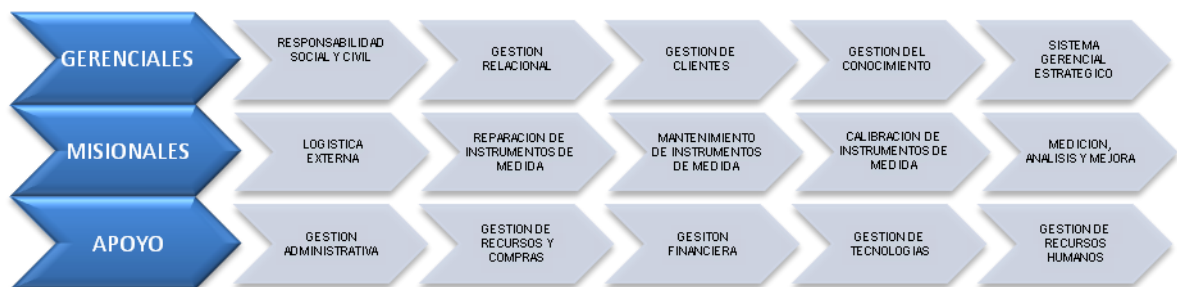 GERENCIALES
RESPONSABILIDAD
SOCIAL Y CIVIL
GESTION
RELACIONAL
GESTION DE
CLIENTES
GESTION DEL
CONOCIMIENTO
SISTEMA
GERENCIAL
ESTRATEGICO
MISIONALES
LOGISTICA
EXTERNA
REPARACION DE
INSTRUMENTOS DE
MEDIDA
MANTENIMIENTO
DE INSTRUMENTOS
DE MEDIDA
CALIBRACION DE
INSTRUMENTOS DE
MEDIDA
MEDICION,
ANALISIS Y MEJORA
APOYO
GESTION
ADMINISTRATIVA
GESTION DE
RECURSOS Y
COMPRAS
GESITON
FINANCIERA
GESTION DE
TECNOLOGIAS
GESTION DE
RECURSOS
HUMANOS